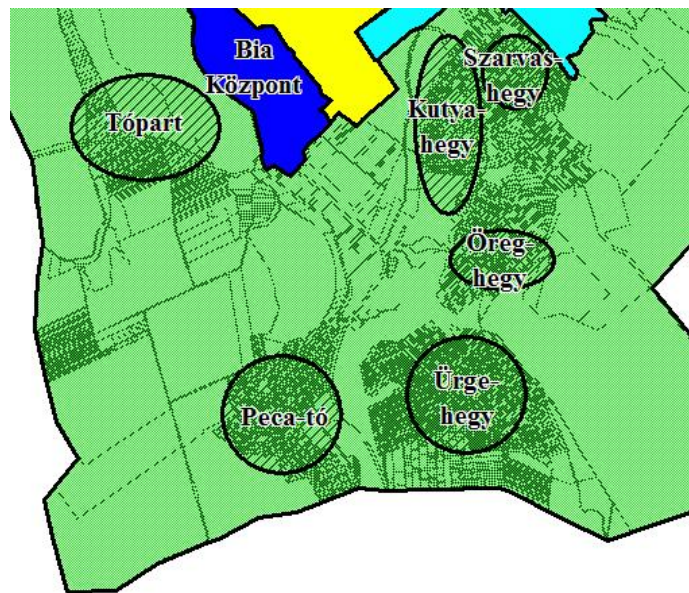 Bia
Központ
Szarvas-
hegy
Tópart
Kutya-
hegy
Öreg-
hegy
Ürge-
hegy
Peca-tó